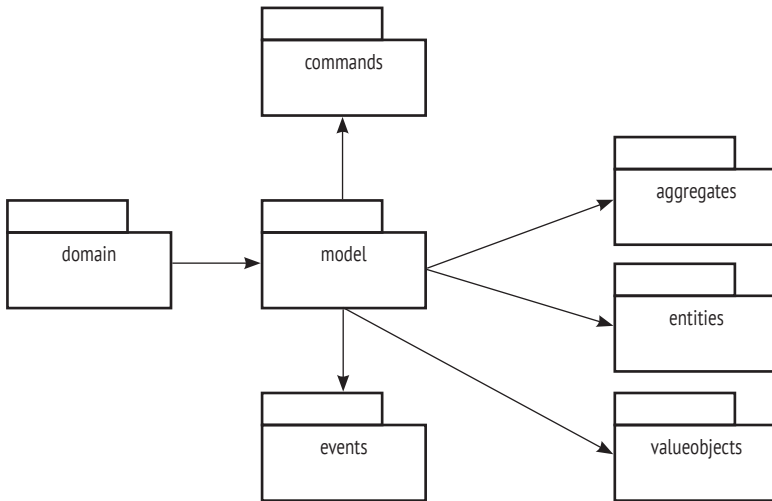 commands
aggregates
domain
model
entities
events
valueobjects